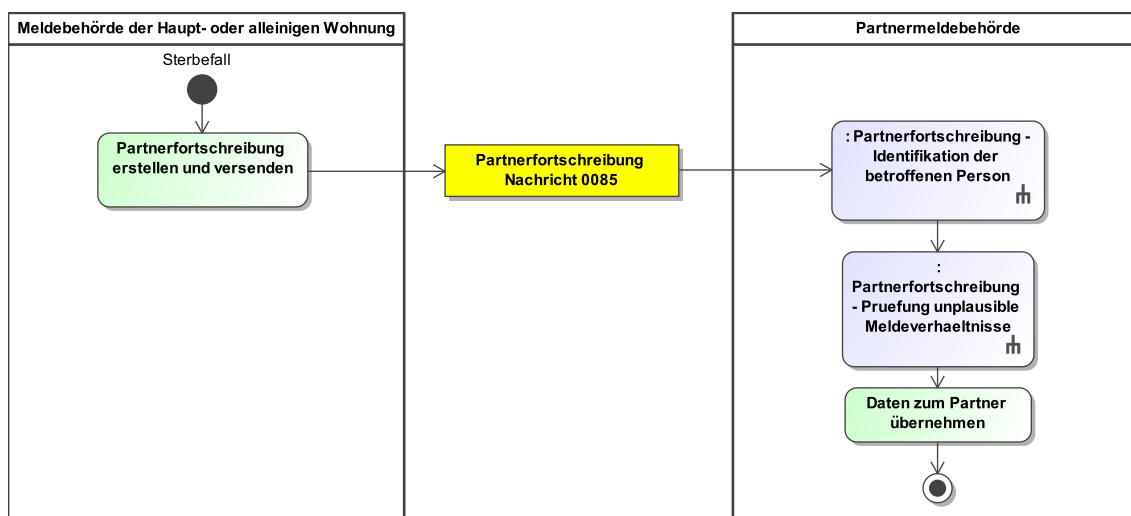 Meldebehörde der Haupt- oder alleinigen Wohnung
Sterbefall
Partnerfortschreibung
erstellen und versenden
Partnerfortschreibung
Nachricht 0085
Partnermeldebehörde
: Partnerfortschreibung -
Identifikation der
betroffenen Person
:
Partnerfortschreibung
- Pruefung unplausible
Meldeverhaeltnisse
Daten zum Partner
übernehmen